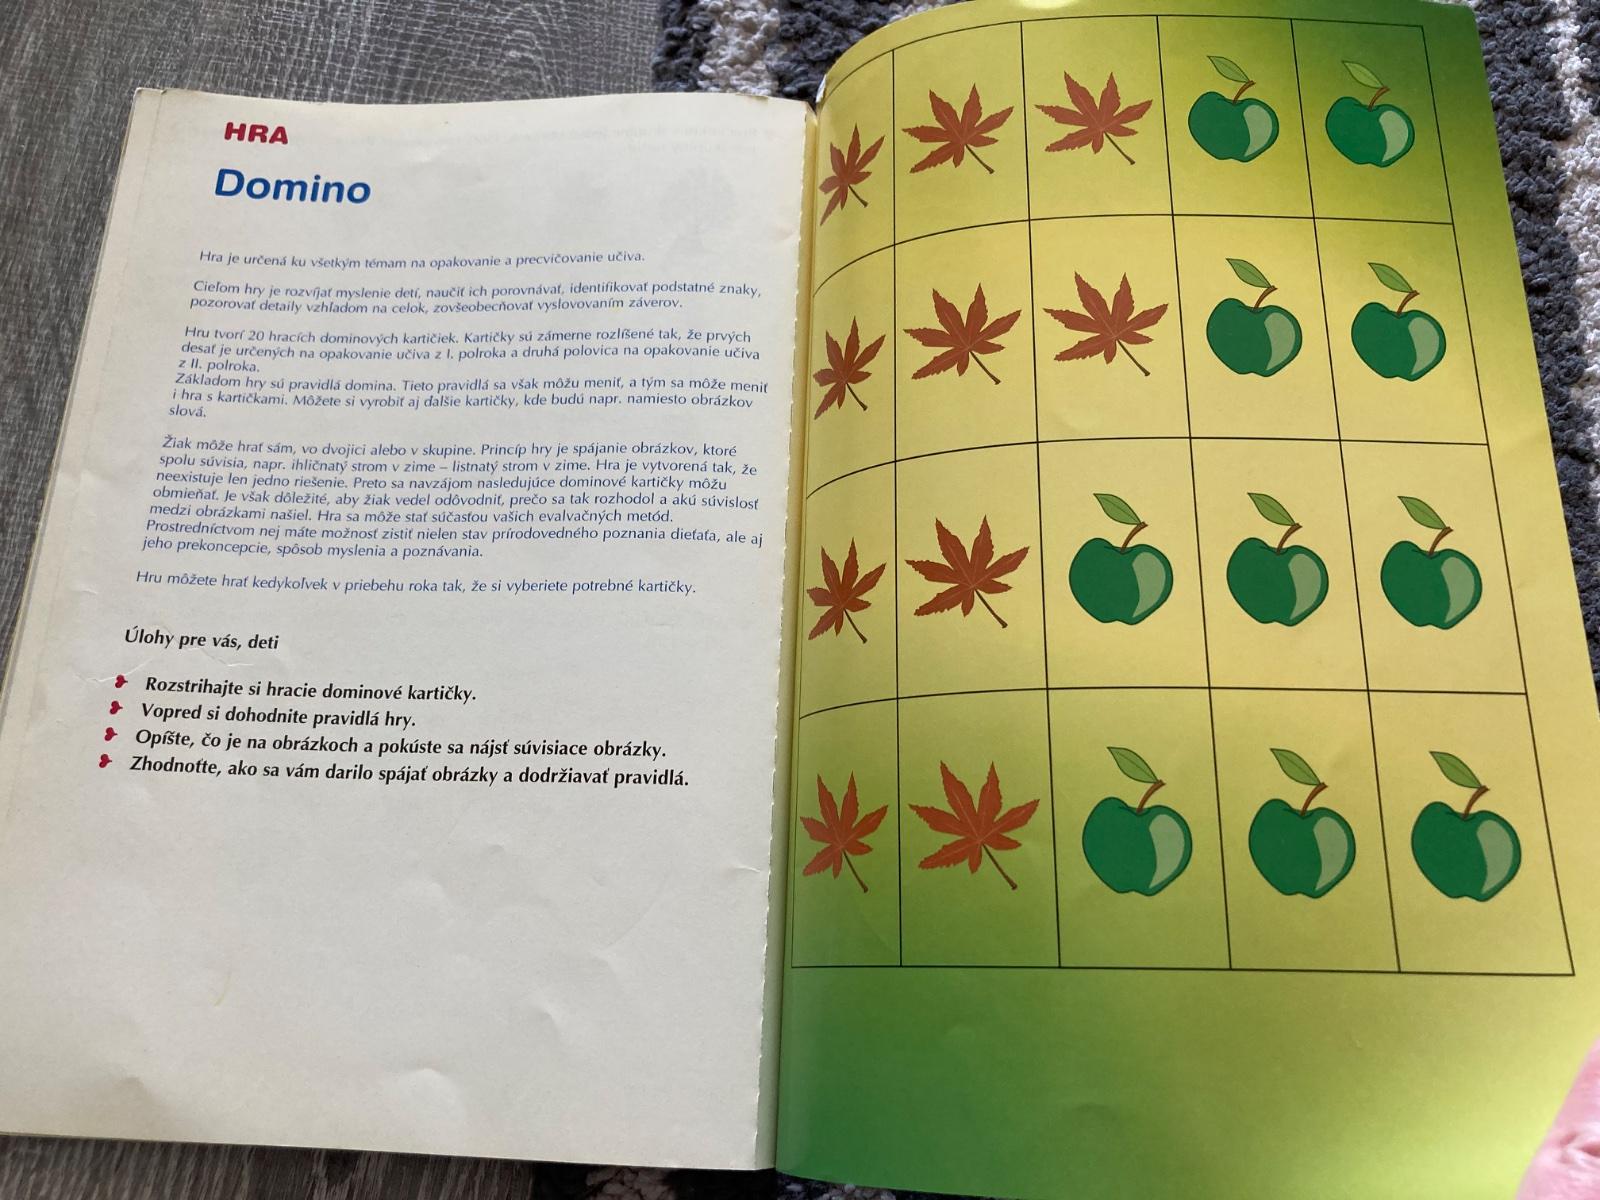 HRA
Domino
Hra je určená ku všetkým témam na opakovanie a precvičovanie učiva.
Cieľom hry je rozvíjať myslenie detí, naučiť ich porovnávať, identifikovať podstatné znaky,
pozorovať detaily vzhľadom na celok, zovšeobecňovať vyslovovaním záverov.
Hru tvorí 20 hracích dominových kartičiek. Kartičky sú zámerne rozlíšené tak, že prvých
desať je určených na opakovanie učiva z I. polroka a druhá polovica na opakovanie učiva
z II. polroka.
Základom hry sú pravidlá domina. Tieto pravidlá sa však môžu meniť, a tým sa môže meniť
i hra s kartičkami. Môžete si vyrobiť aj ďalšie kartičky, kde budú napr. namiesto obrázkov
slová.
Žiak môže hrať sám, vo dvojici alebo v skupine. Princíp hry je spájanie obrázkov, ktoré
spolu súvisia, napr. ihličnatý strom v zime – listnatý strom v zime. Hra je vytvorená tak, že
neexistuje len jedno riešenie. Preto sa navzájom nasledujúce dominové kartičky môžu
obmieňať. Je však dôležité, aby žiak vedel odôvodniť, prečo sa tak rozhodol a akú súvislosť
medzi obrázkami našiel. Hra sa môže stať súčasťou vašich evalvačných metód.
Prostredníctvom nej máte možnosť zistiť nielen stav prírodovedného poznania dieťaťa, ale aj
jeho prekoncepcie, spôsob myslenia a poznávania.
Hru môžete hrať kedykoľvek v priebehu roka tak, že si vyberiete potrebné kartičky.
Úlohy pre vás, deti
Rozstrihajte si hracie dominové kartičky.
Vopred si dohodnite pravidlá hry.
Opíšte, čo je na obrázkoch a pokúste sa nájsť súvisiace obrázky.
Zhodnoťte, ako sa vám darilo spájať obrázky a dodržiavať pravidlá.